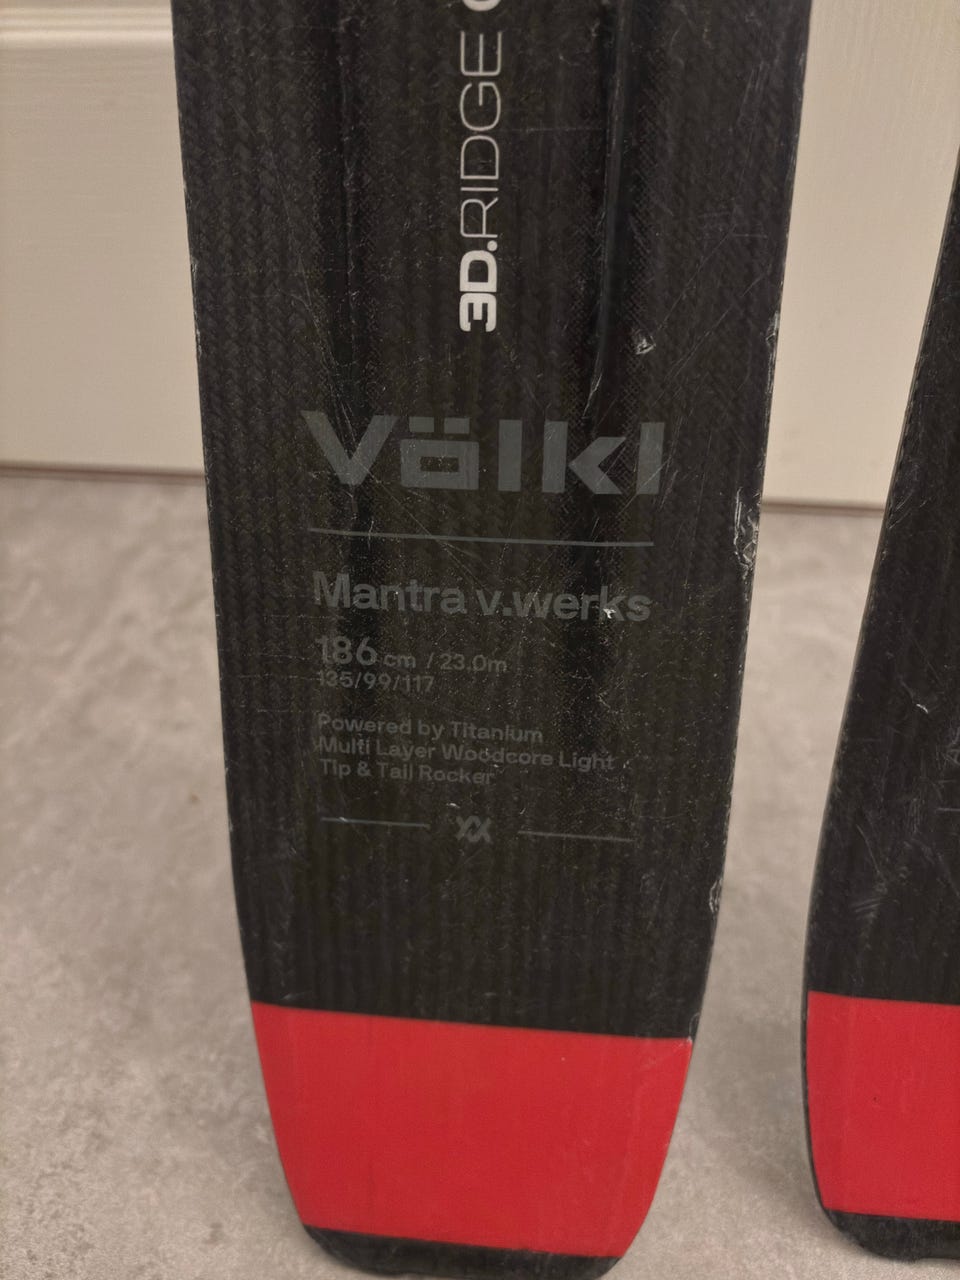 3D.RIDGE
Völkl
Mantra v.werks
186 cm / 23.0m
135/99/117
Powered by Titanium
Multi Layer Woodcore Light
Tip & Tail Rocker